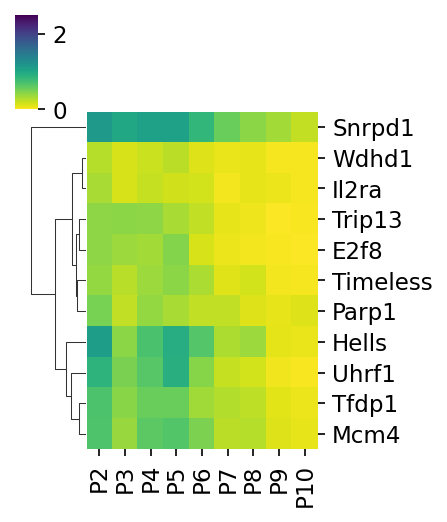 2
0
Snrpd1
Wdhd1
Il2ra
Trip13
E2f8
Timeless
Parp1
Hells
Uhrf1
Tfdp1
Mcm4
P2 P3 P4 P5 P6 P7 P8 P9 P10